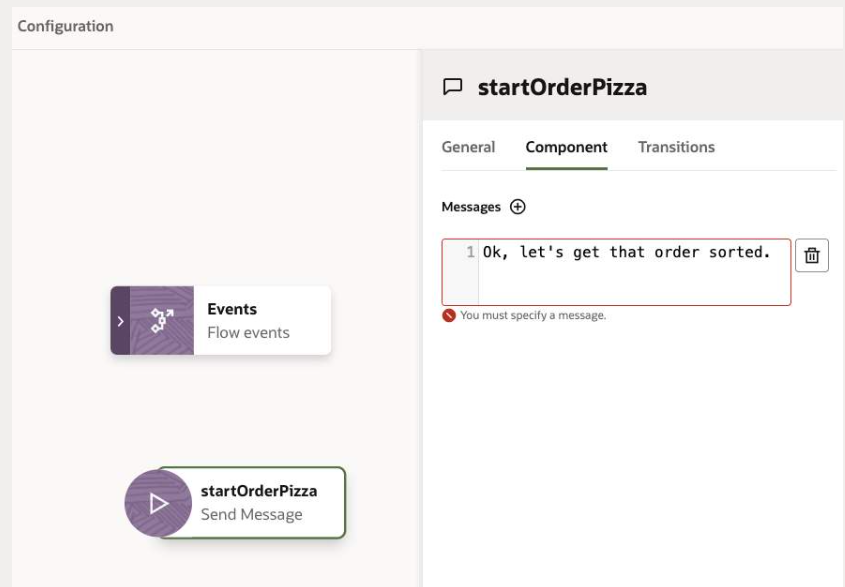 Configuration
startOrderPizza
General Component Transitions
Messages
1 Ok, let's get that order sorted.
You must specify a message.
Events
Flow events
startOrderPizza
Send Message